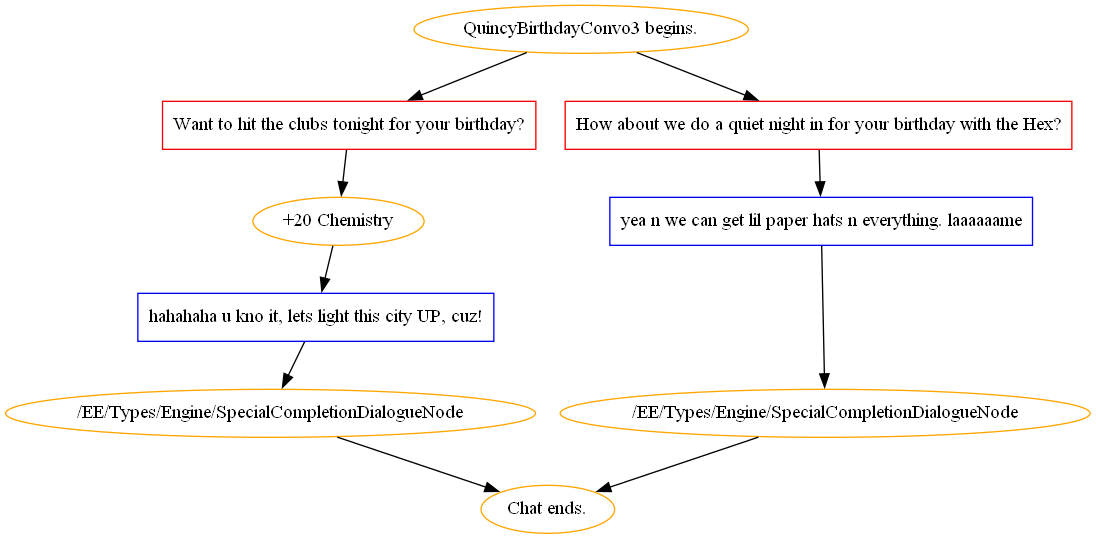 QuincyBirthdayConvo3 begins.
Want to hit the clubs tonight for your birthday?
How about we do a quiet night in for your birthday with the Hex?
+20 Chemistry
yea n we can get lil paper hats n everything. laaaaaame
hahahaha u kno it, lets light this city UP, cuz!
/EE/Types/Engine/SpecialCompletionDialogueNode
/EE/Types/Engine/SpecialCompletionDialogueNode
Chat ends.